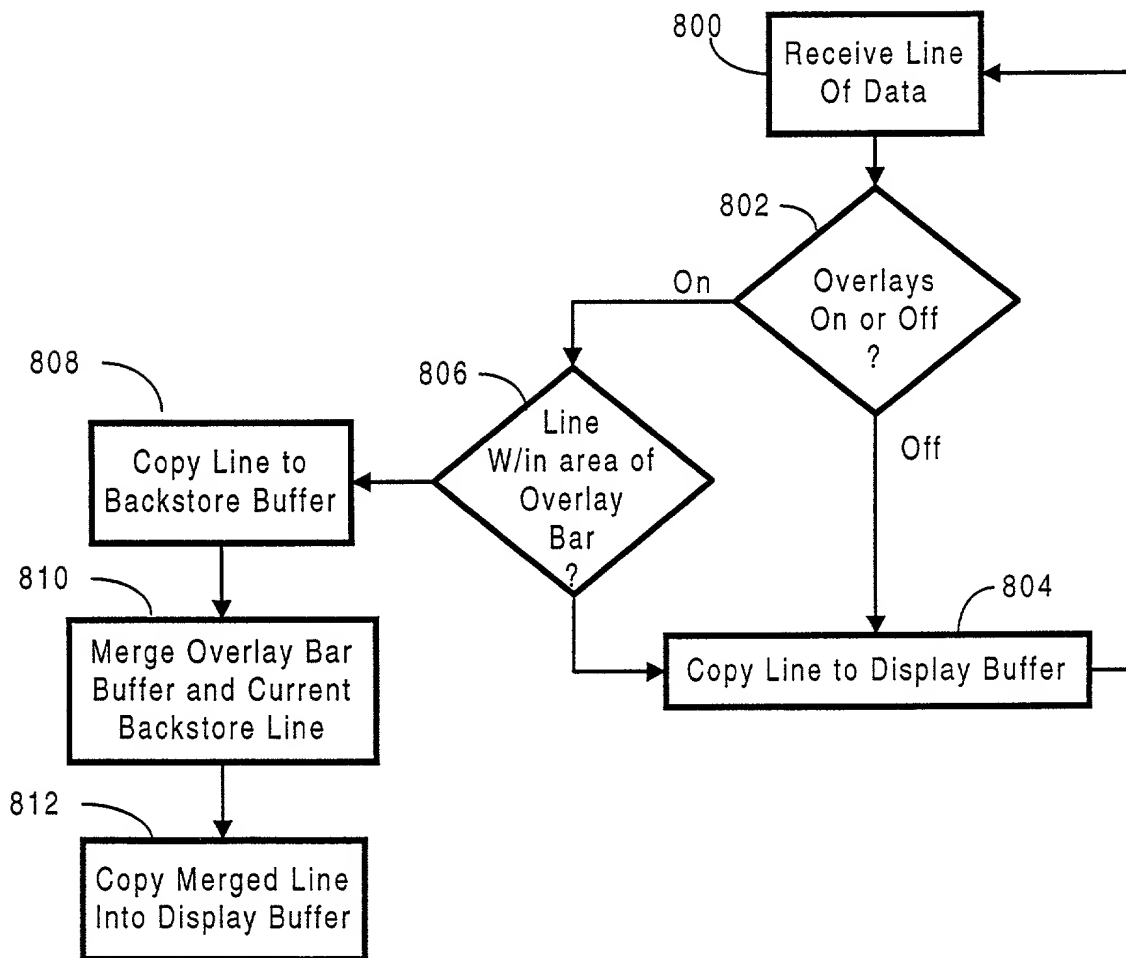 800
Receive Line
Of Data
802
Overlays
On or Off
?
On
Off
806
Line
W/in area of
Overlay
Bar
?
808
Copy Line to
Backstore Buffer
804
Copy Line to Display Buffer
810
Merge Overlay Bar
Buffer and Current
Backstore Line
812
Copy Merged Line
Into Display Buffer